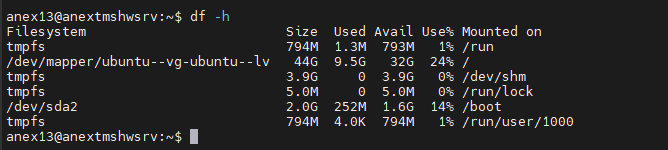 anex13@anextmshwsrv:~$ df -h
Filesystem                         Size  Used Avail Use% Mounted on
tmpfs                              794M  1.3M  793M   1% /run
/dev/mapper/ubuntu--vg-ubuntu--lv   44G  9.5G   32G  24% /
tmpfs                              3.9G     0  3.9G   0% /dev/shm
tmpfs                              5.0M     0  5.0M   0% /run/lock
/dev/sda2                          2.0G  252M  1.6G  14% /boot
tmpfs                              794M  4.0K  794M   1% /run/user/1000
anex13@anextmshwsrv:~$